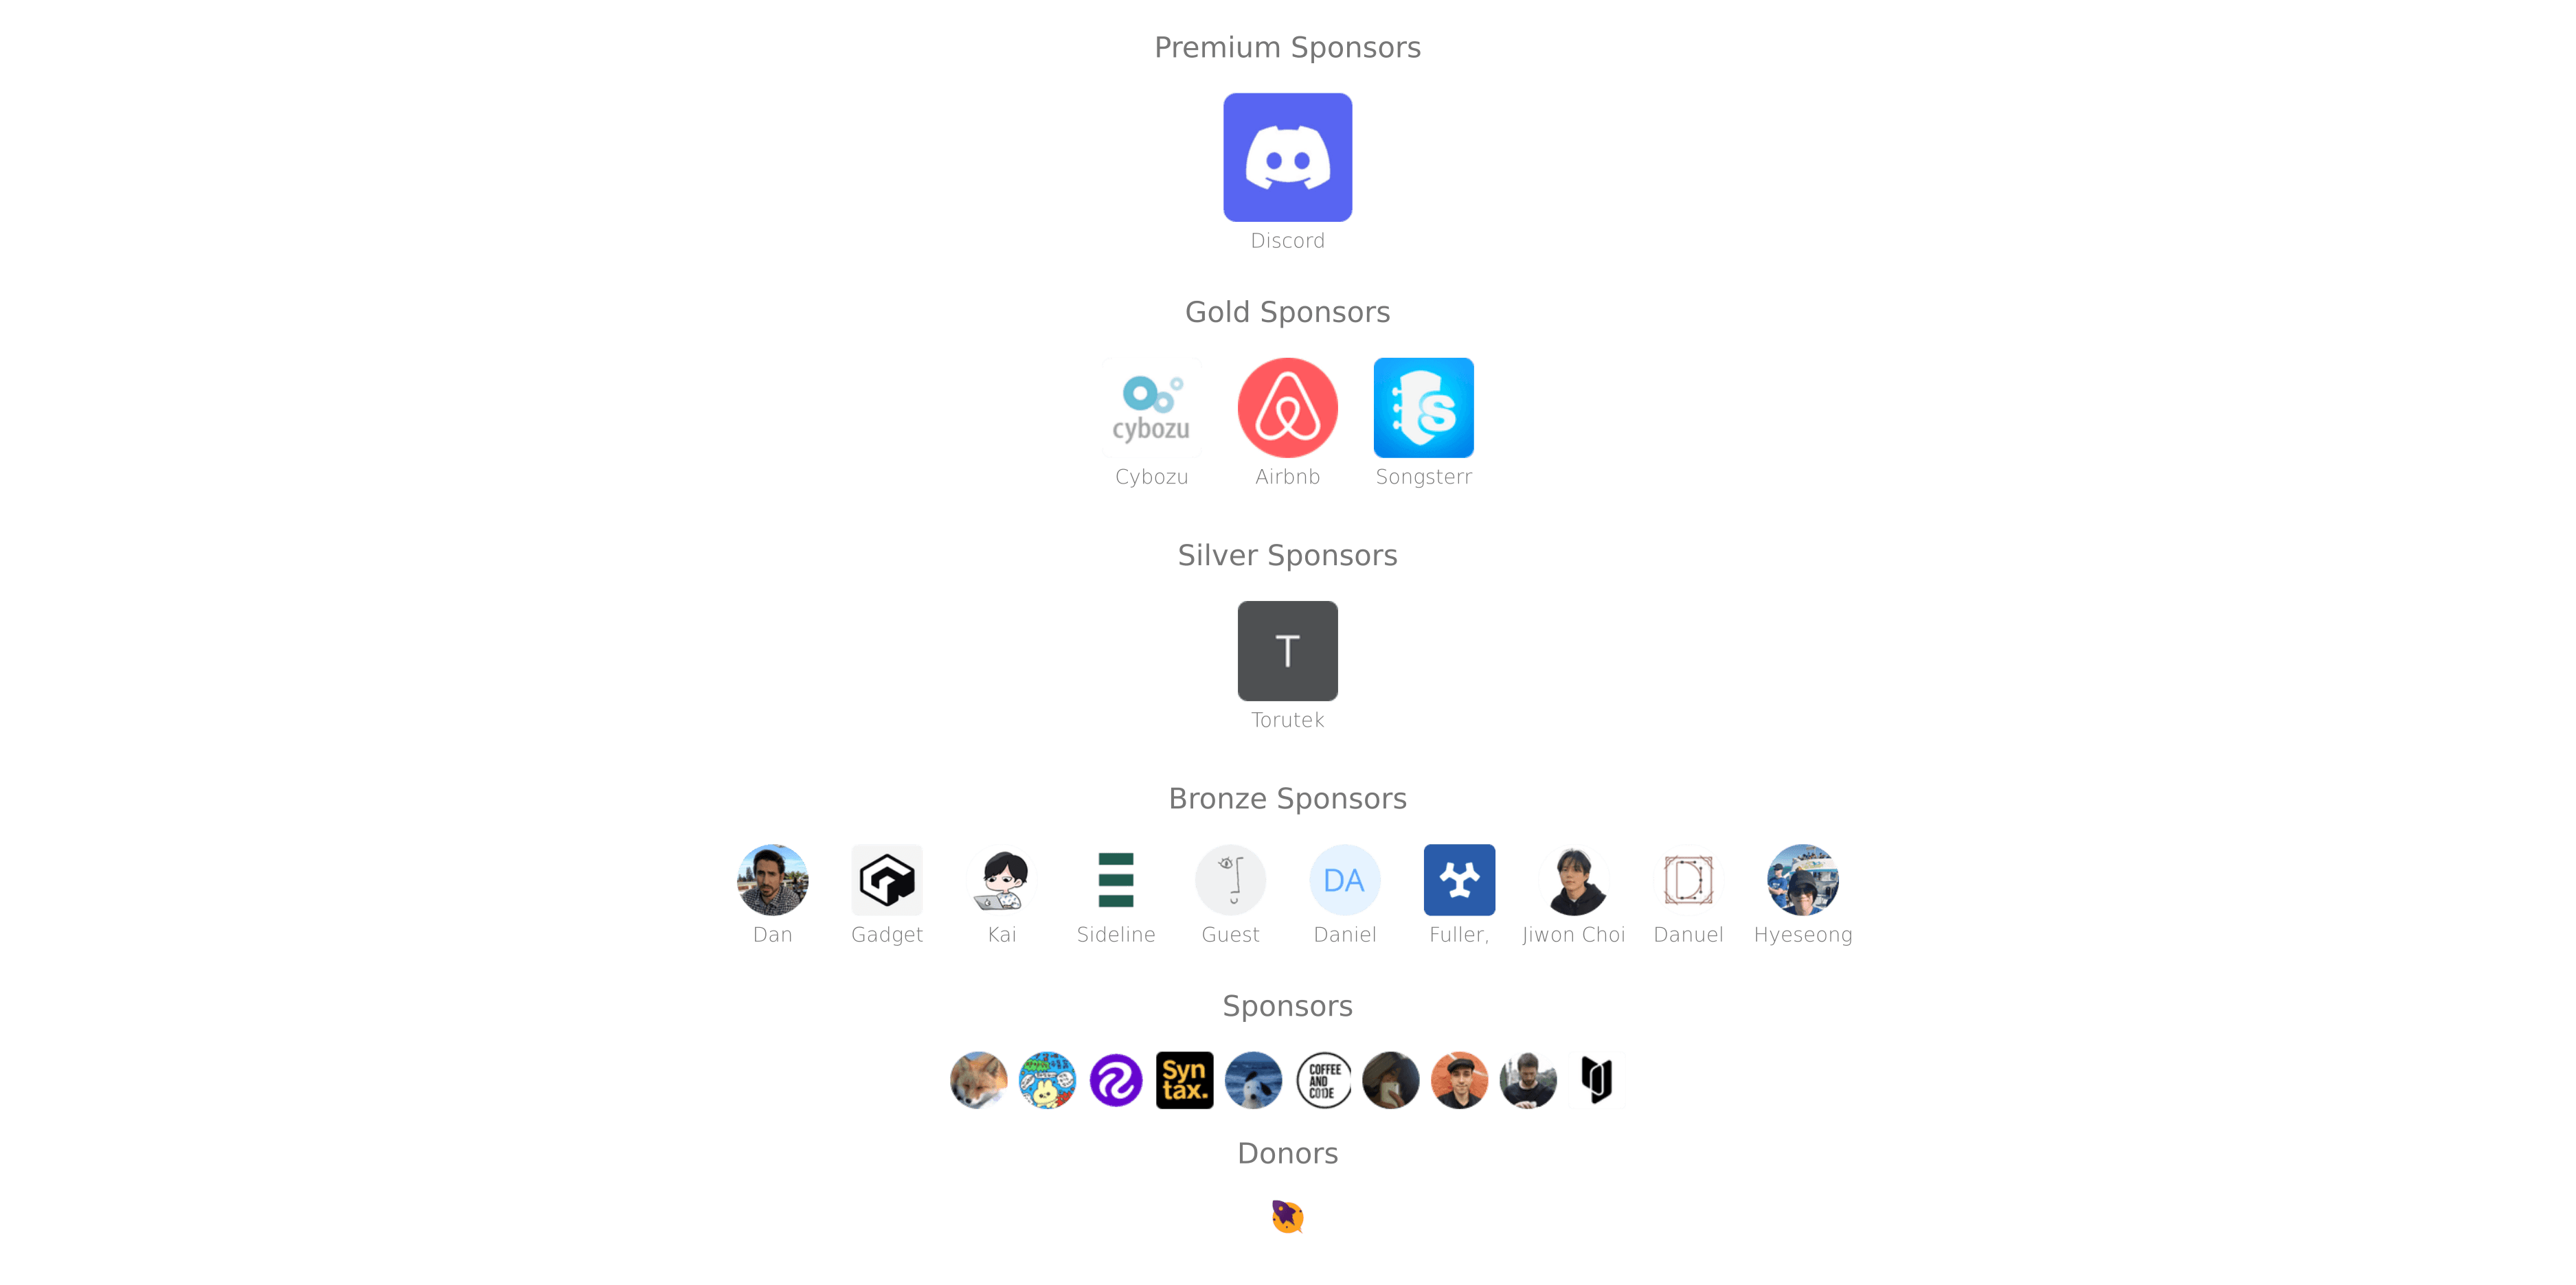 Premium Sponsors
Discord
Gold Sponsors
cybozu
S
Cybozu Airbnb Songsterr
Silver Sponsors
T
Torutek
Bronze Sponsors
DA
D
Dan Gadget Kai Sideline Guest Daniel Fuller, Jiwon Choi Danuel Hyeseong
Sponsors
Syn
tax.
COFFEE
AND
CODE
Donors